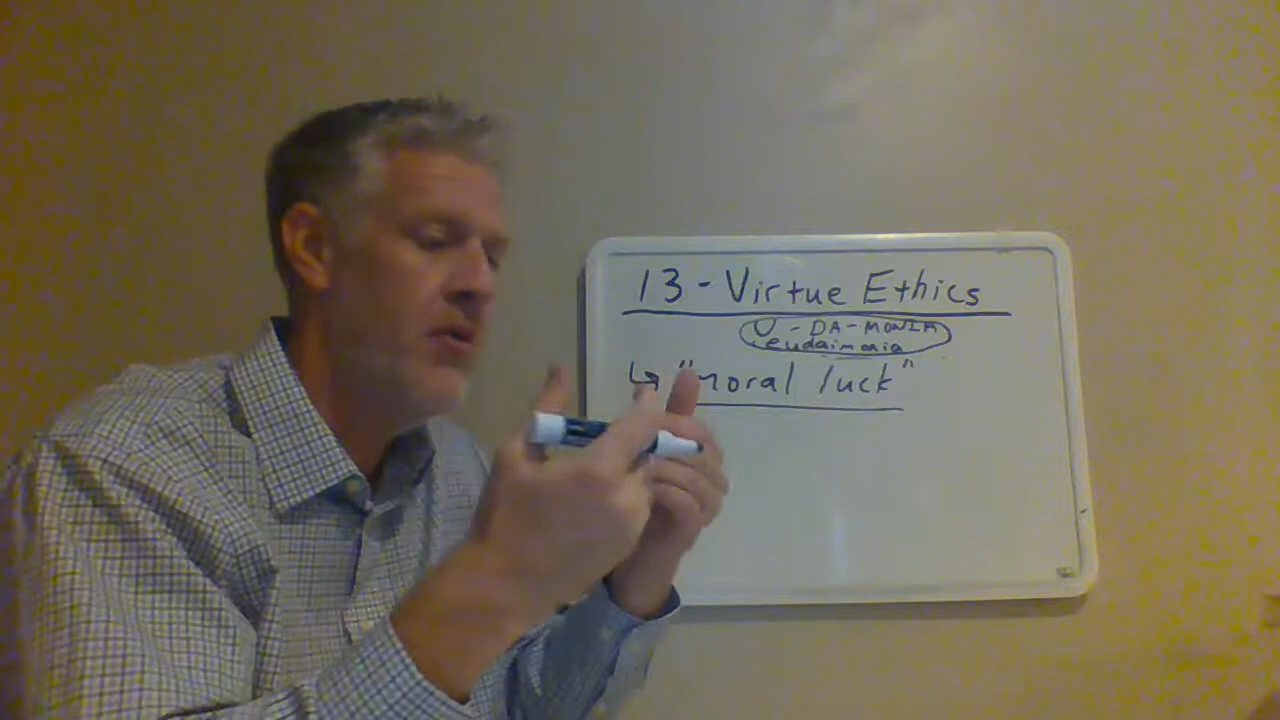 13 - Virtue Ethics
U - DA - MONIA
eudaimonia
↳ "moral luck"